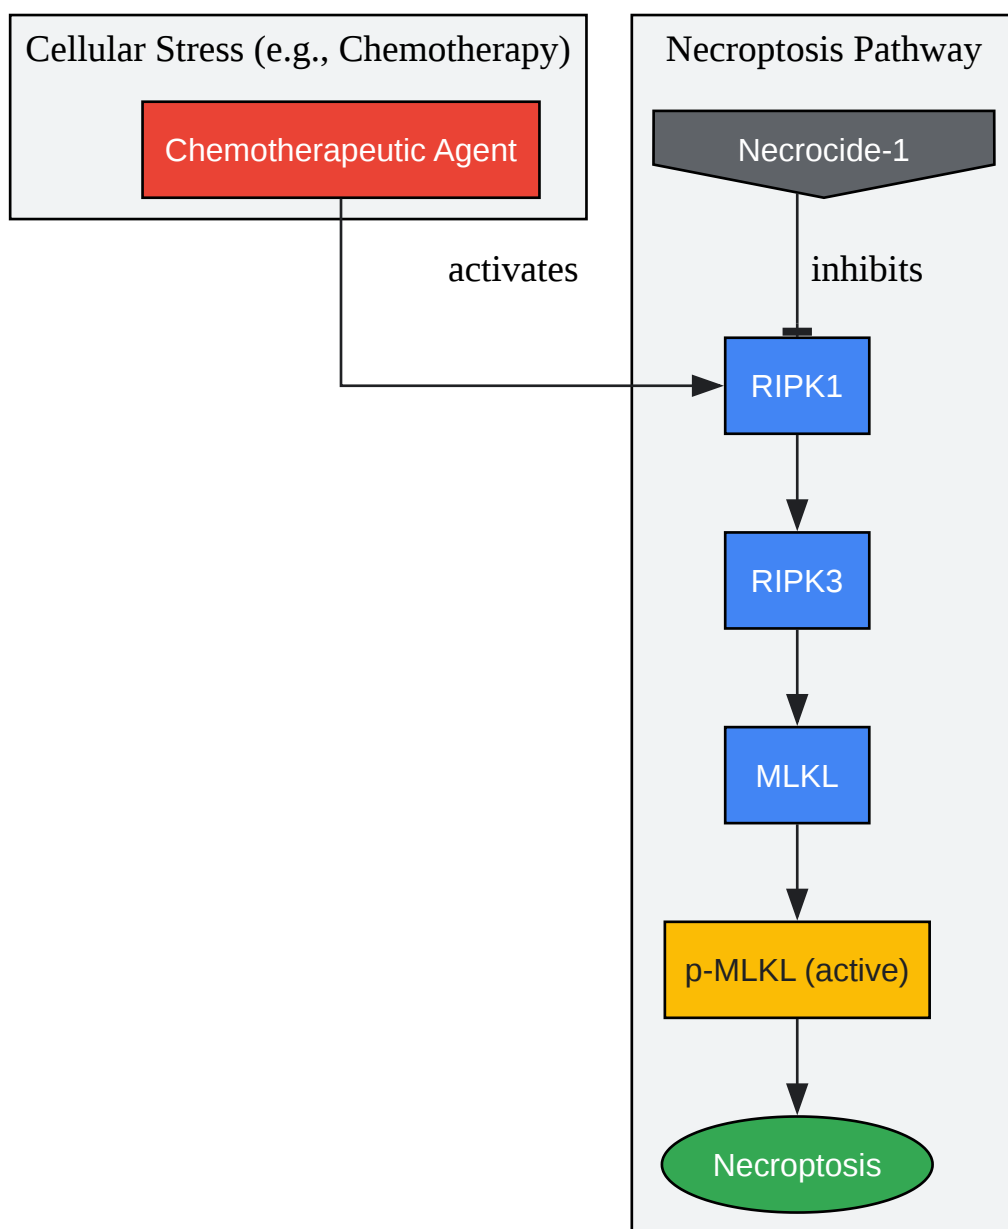 Cellular Stress (e.g., Chemotherapy)
Necroptosis Pathway
Chemotherapeutic Agent
Necrocide-1
activates
inhibits
RIPK1
RIPK3
MLKL
p-MLKL (active)
Necroptosis